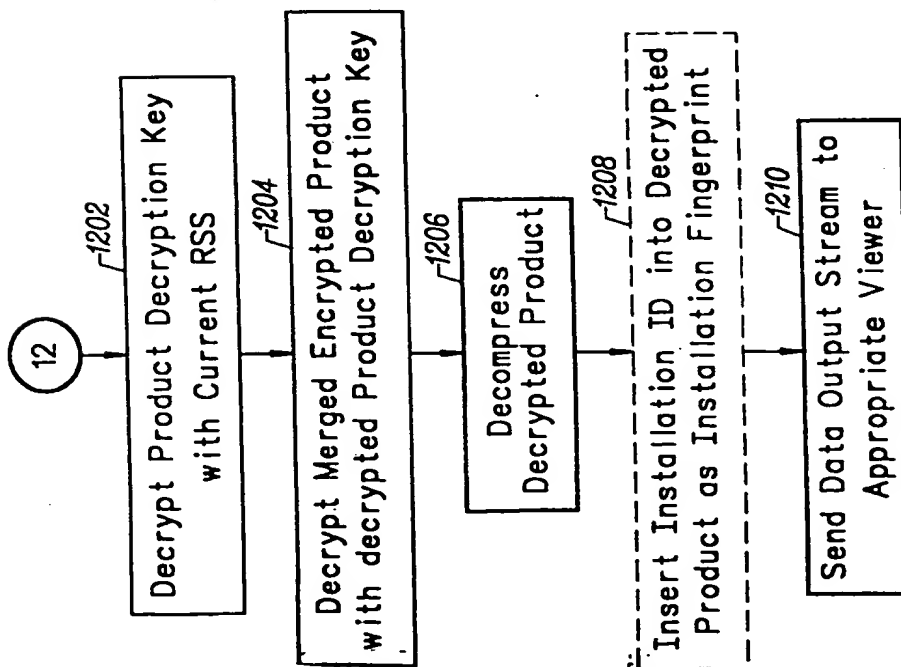 12
1202
Decrypt Product Decryption Key
with Current RSS
1204
Decrypt Merged Encrypted Product
with decrypted Product Decryption Key
1206
Decompress
Decrypted Product
1208
Insert Installation ID into Decrypted
Product as Installation Fingerprint
1210
Send Data Output Stream to
Appropriate Viewer